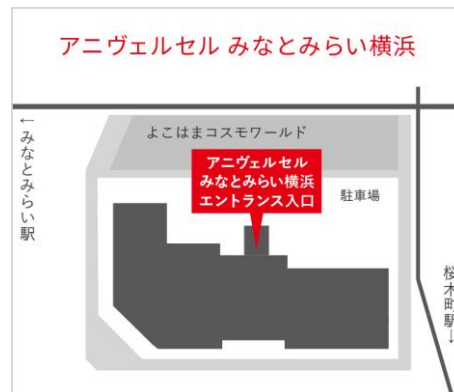 アニヴェルセル みなとみらい横浜
よこはまコスモワールド
アニヴェルセル
みなとみらい横浜
エントランス入口
駐車場
←みなとみらい駅
桜木町駅→